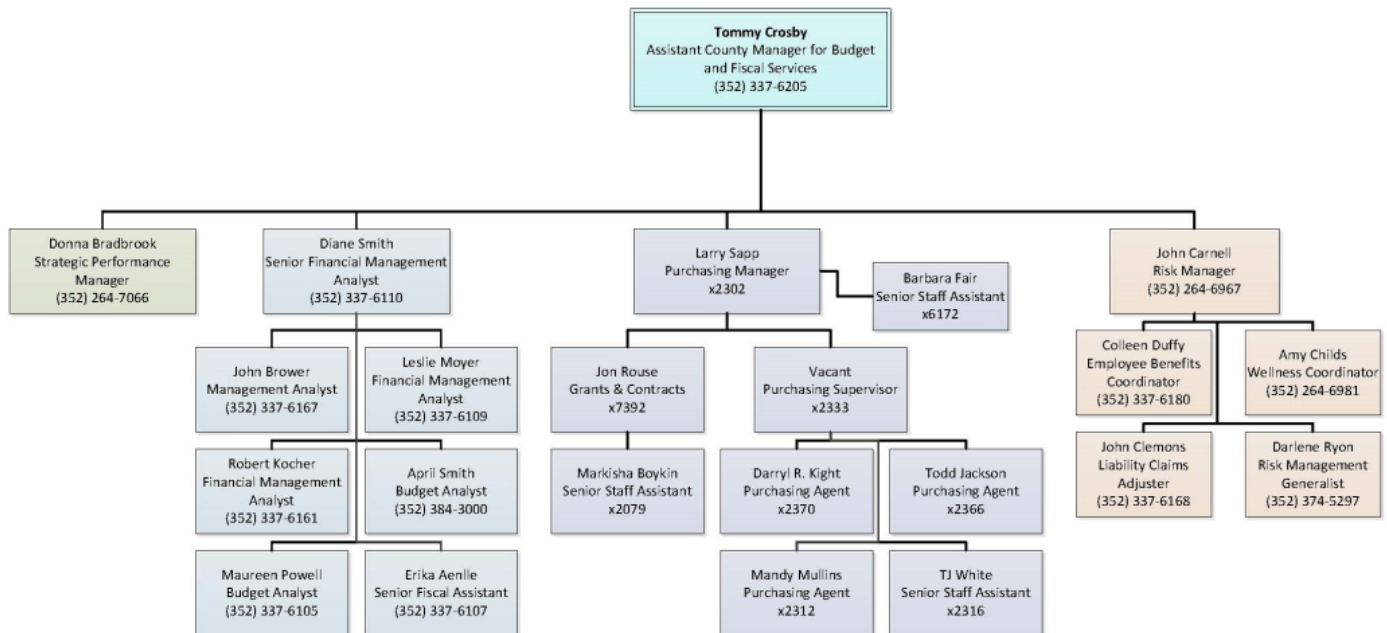 Tommy Crosby
Assistant County Manager for Budget
and Fiscal Services
(352) 337-6205
Donna Bradbrook
Strategic Performance
Manager
(352) 264-7066
Diane Smith
Senior Financial Management
Analyst
(352) 337-6110
Larry Sapp
Purchasing Manager
x2302
Barbara Fair
Senior Staff Assistant
x6172
John Carnell
Risk Manager
(352) 264-6967
John Brower
Management Analyst
(352) 337-6167
Leslie Moyer
Financial Management
Analyst
(352) 337-6109
Jon Rouse
Grants & Contracts
x7392
Vacant
Purchasing Supervisor
x2333
Colleen Duffy
Employee Benefits
Coordinator
(352) 337-6180
Amy Childs
Wellness Coordinator
(352) 264-6981
Robert Kocher
Financial Management
Analyst
(352) 337-6161
April Smith
Budget Analyst
(352) 384-3000
Markisha Boykin
Senior Staff Assistant
x2079
Darryl R. Kight
Purchasing Agent
x2370
Todd Jackson
Purchasing Agent
x2366
John Clemons
Liability Claims
Adjuster
(352) 337-6168
Darlene Ryon
Risk Management
Generalist
(352) 374-5297
Maureen Powell
Budget Analyst
(352) 337-6105
Erika Aenlle
Senior Fiscal Assistant
(352) 337-6107
Mandy Mullins
Purchasing Agent
x2312
TJ White
Senior Staff Assistant
x2316